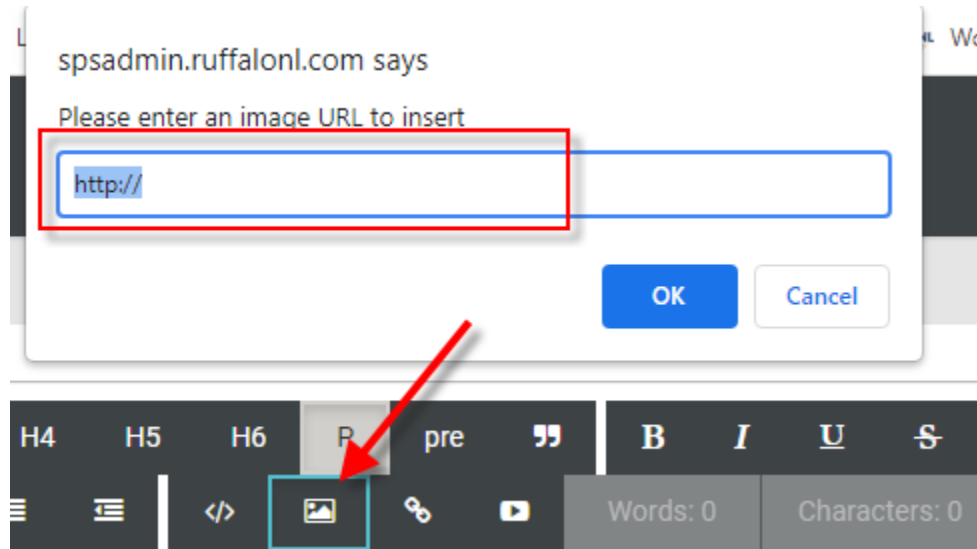 spsadmin.ruffalonl.com says
Please enter an image URL to insert
http://
OK Cancel
H4 H5 H6 P pre B I U S
</> Words: 0 Characters: 0